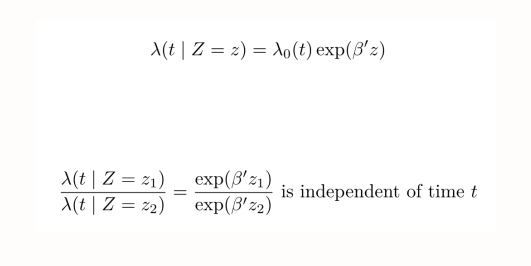 λ(t | Z = z) = λ₀(t) exp(β′z)
λ(t | Z = z₁) / λ(t | Z = z₂) = exp(β′z₁) / exp(β′z₂) is independent of time t